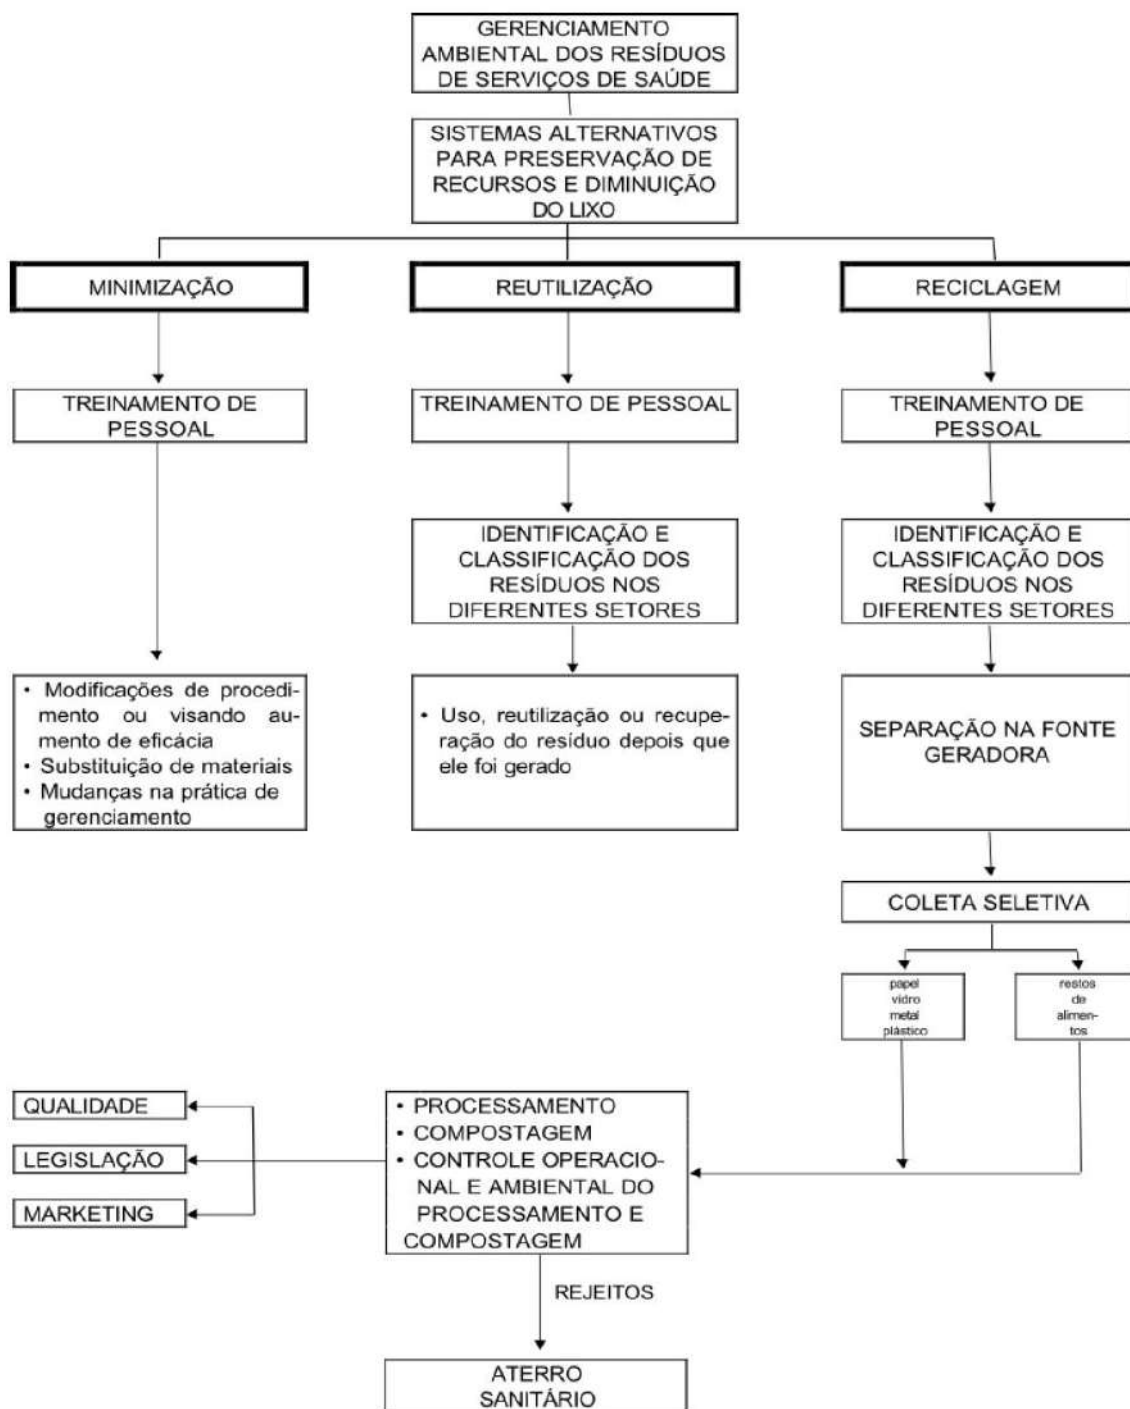 GERENCIAMENTO
AMBIENTAL DOS RESÍDUOS
DE SERVIÇOS DE SAÚDE
SISTEMAS ALTERNATIVOS
PARA PRESERVAÇÃO DE
RECURSOS E DIMINUIÇÃO
DO LIXO
MINIMIZAÇÃO
REUTILIZAÇÃO
RECICLAGEM
TREINAMENTO DE
PESSOAL
TREINAMENTO DE PESSOAL
TREINAMENTO DE
PESSOAL
IDENTIFICAÇÃO E
CLASSIFICAÇÃO DOS
RESÍDUOS NOS
DIFERENTES SETORES
IDENTIFICAÇÃO E
CLASSIFICAÇÃO DOS
RESÍDUOS NOS
DIFERENTES SETORES
• Modificações de procedi-
mento ou visando au-
mento de eficácia
• Substituição de materiais
• Mudanças na prática de
gerenciamento
• Uso, reutilização ou recupe-
ração do resíduo depois que
ele foi gerado
SEPARAÇÃO NA FONTE
GERADORA
COLETA SELETIVA
papel
vidro
metal
plástico
restos
de
alimen-
tos
QUALIDADE
LEGISLAÇÃO
MARKETING
• PROCESSAMENTO
• COMPOSTAGEM
• CONTROLE OPERACIO-
NAL E AMBIENTAL DO
PROCESSAMENTO E
COMPOSTAGEM
REJEITOS
ATERRO
SANITÁRIO